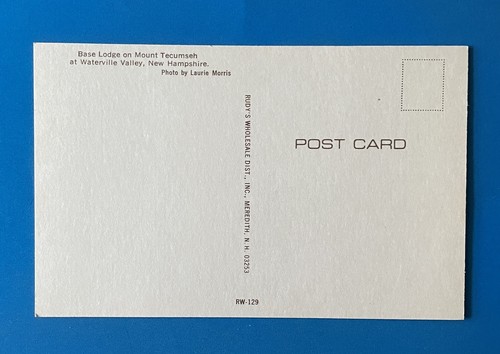 Base Lodge on Mount Tecumseh
at Waterville Valley, New Hampshire.
Photo by Laurie Morris
RUDY'S WHOLESALE DIST., INC., MEREDITH, N. H. 03253
POST CARD
RW-129